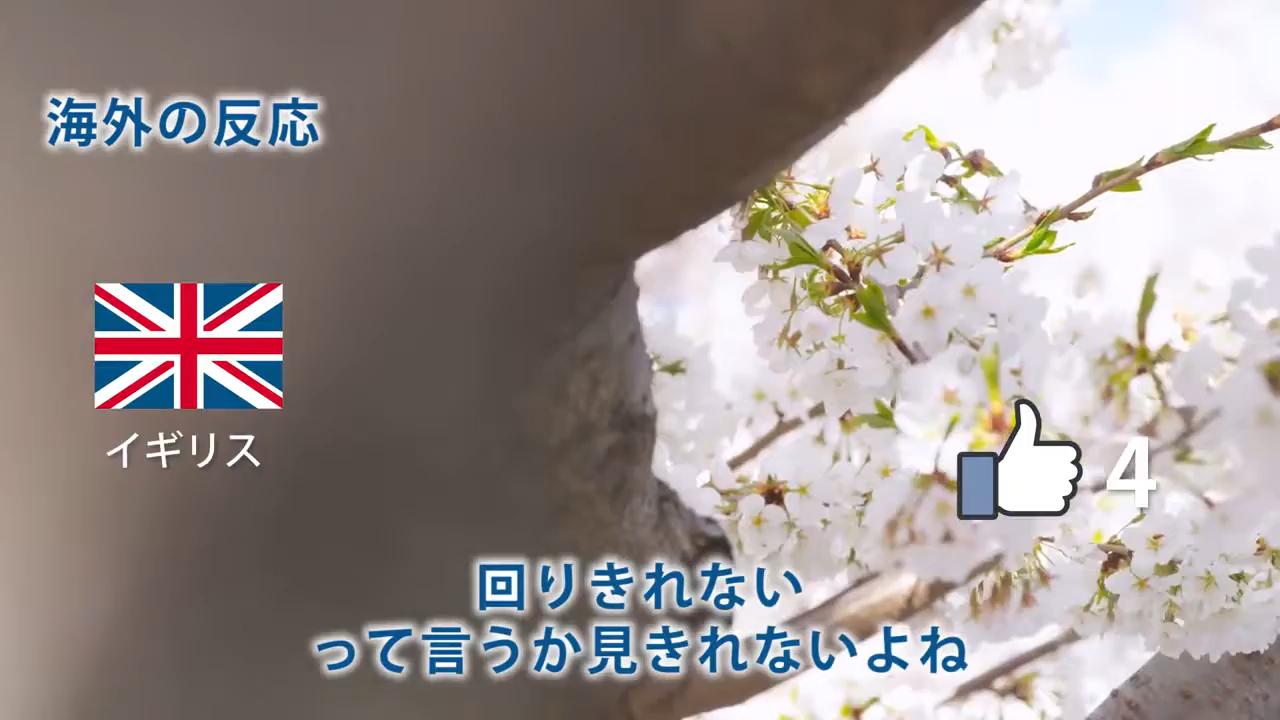 海外の反応
イギリス
4
回りきれない
って言うか見きれないよね